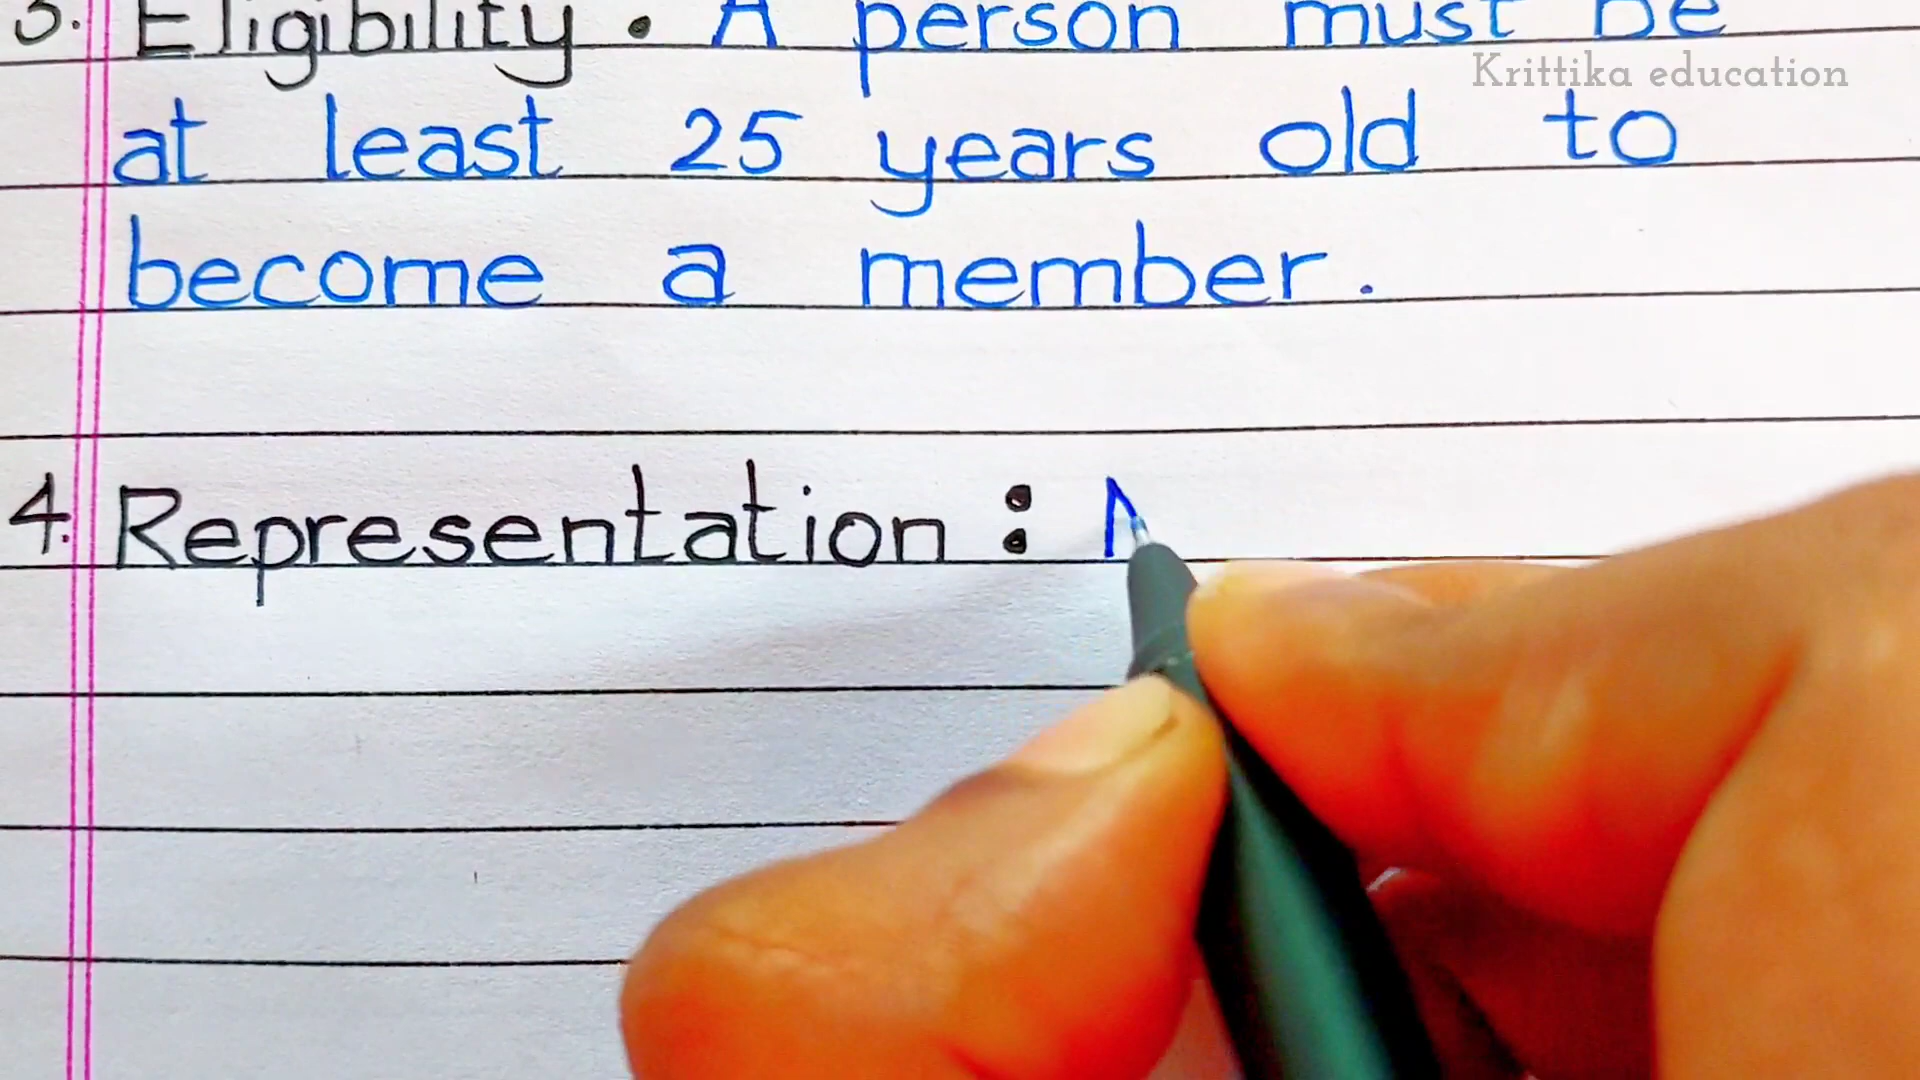 3. Eligibility : A person must be
Krittika education
at least 25 years old to
become a member.
4. Representation :